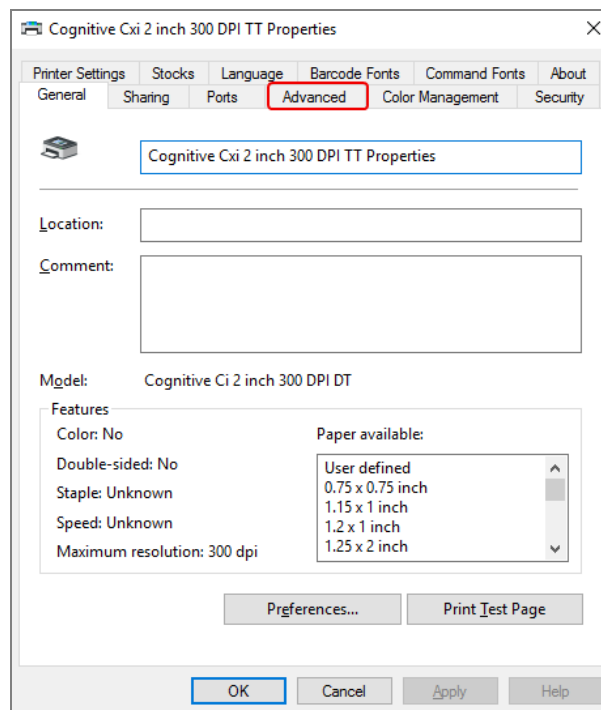 Cognitive Cxi 2 inch 300 DPI TT Properties
Printer Settings Stocks Language Barcode Fonts Command Fonts About
General Sharing Ports Advanced Color Management Security
Cognitive Cxi 2 inch 300 DPI TT Properties
Location:
Comment:
Model: Cognitive Ci 2 inch 300 DPI DT
Features
Color: No
Paper available:
Double-sided: No
User defined
0.75 x 0.75 inch
Staple: Unknown
1.15 x 1 inch
Speed: Unknown
1.2 x 1 inch
Maximum resolution: 300 dpi
1.25 x 2 inch
Preferences... Print Test Page
OK Cancel Apply Help